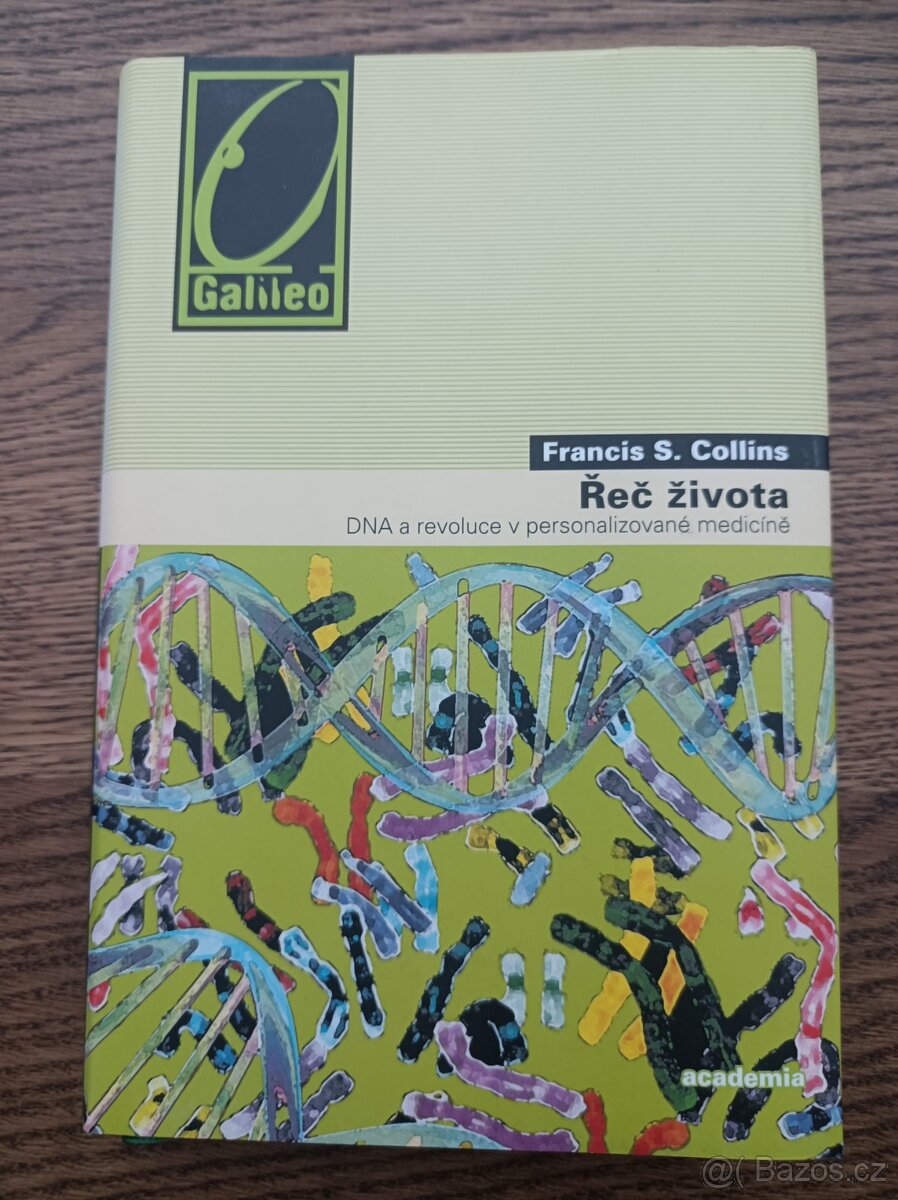 Galileo
Francis S. Collins
Řeč života
DNA a revoluce v personalizované medicíně
academia
@( Bazos.cz